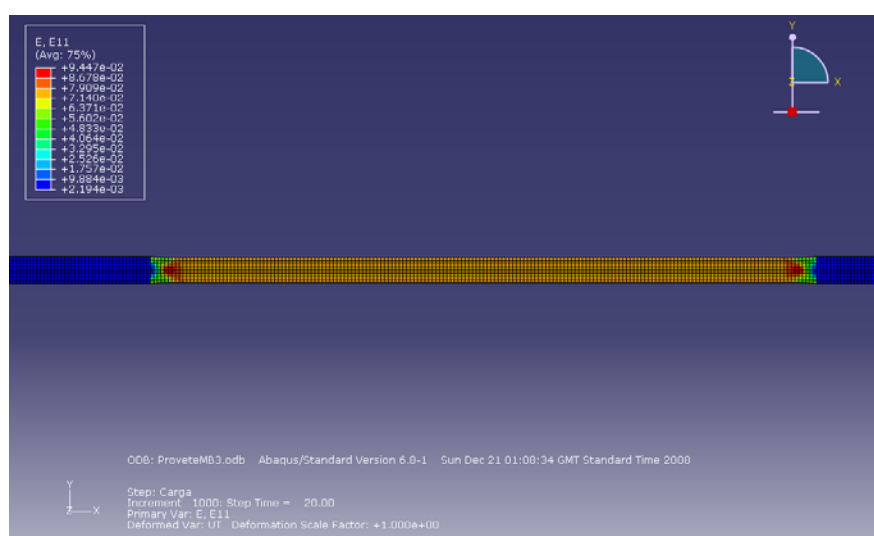 E, E11
(Avg: 75%)
+9.447e-02
+8.678e-02
+7.909e-02
+7.140e-02
+6.371e-02
+5.602e-02
+4.833e-02
+4.064e-02
+3.295e-02
+2.526e-02
+1.757e-02
+9.884e-03
+2.194e-03
Y
Z
X
ODB: ProveteMB3.odb Abaqus/Standard Version 6.8-1 Sun Dec 21 01:08:34 GMT Standard Time 2008
Y
Z
X
Step: Carga
Increment 1000: Step Time = 20.00
Primary Var: E, E11
Deformed Var: UT Deformation Scale Factor: +1.000e+00